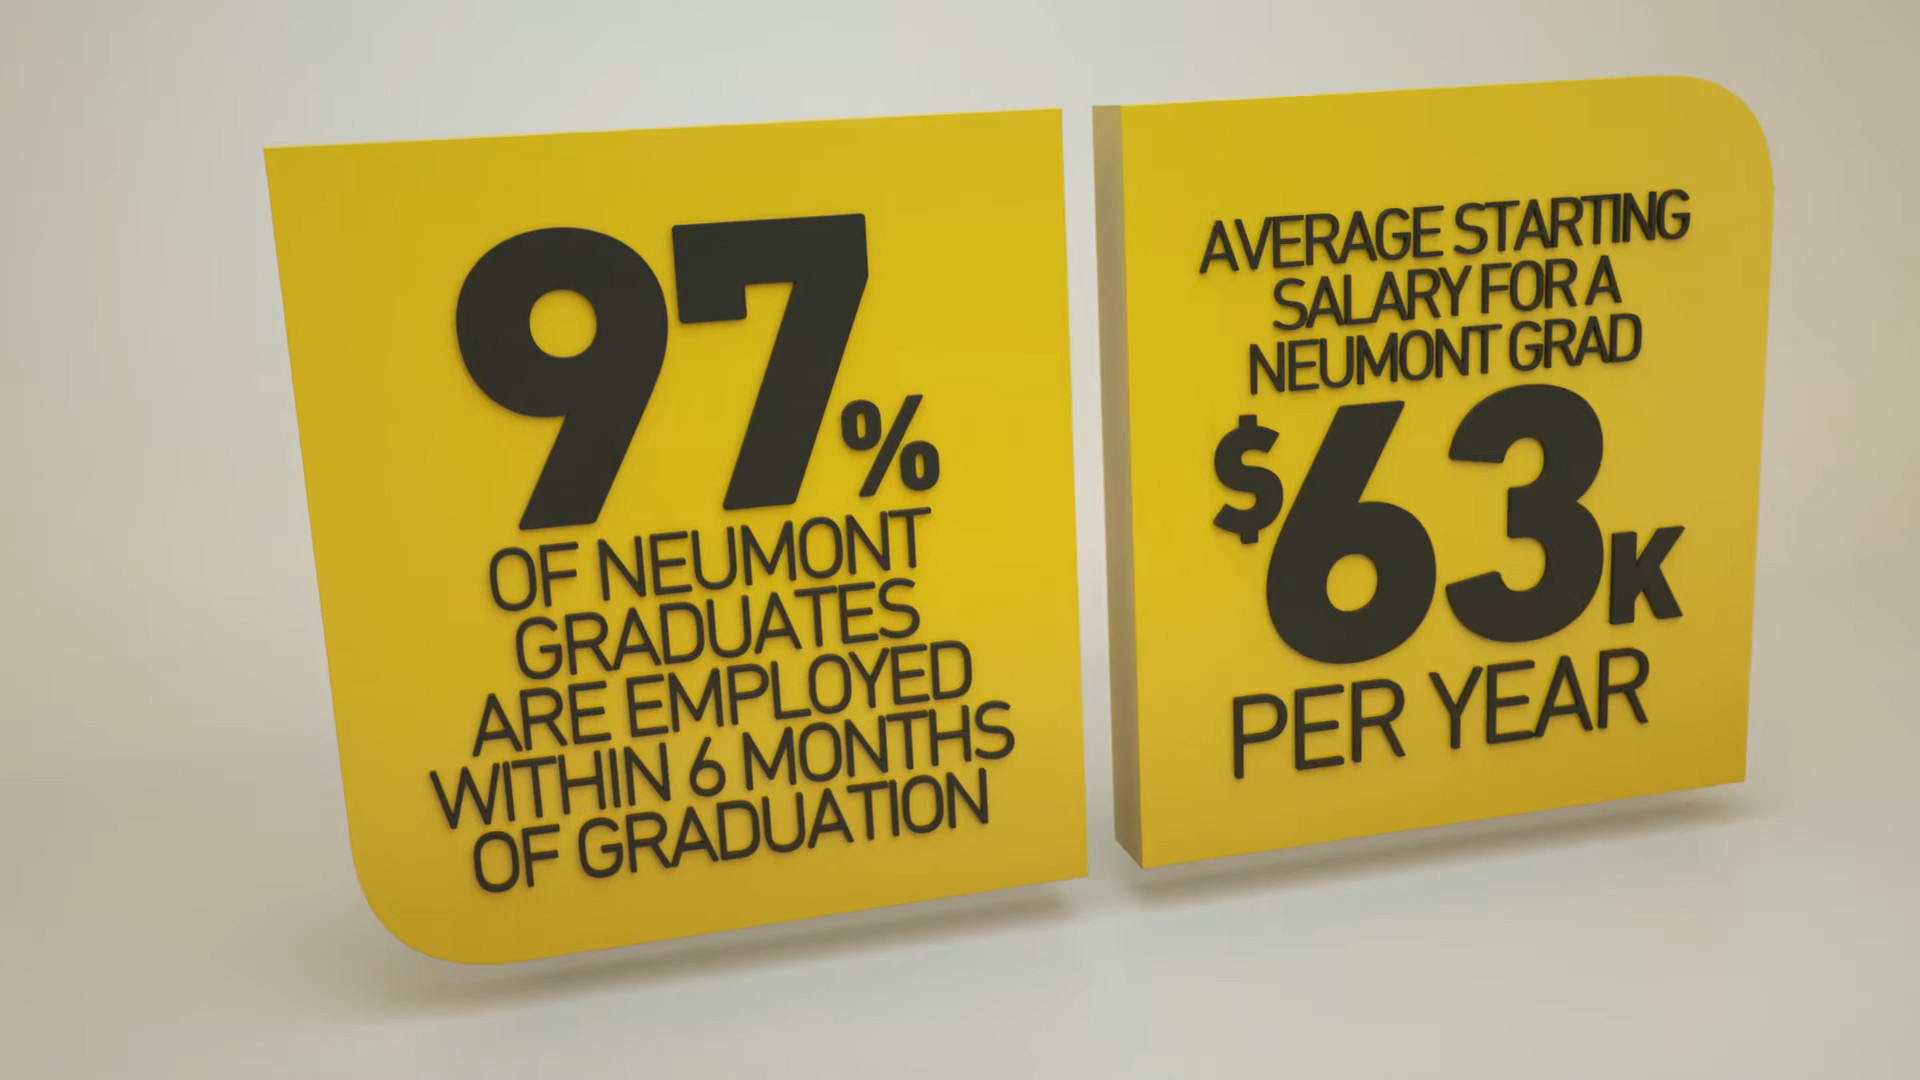 97%
OF NEUMONT
GRADUATES
ARE EMPLOYED
WITHIN 6 MONTHS
OF GRADUATION
AVERAGE STARTING
SALARY FOR A
NEUMONT GRAD
$63K
PER YEAR